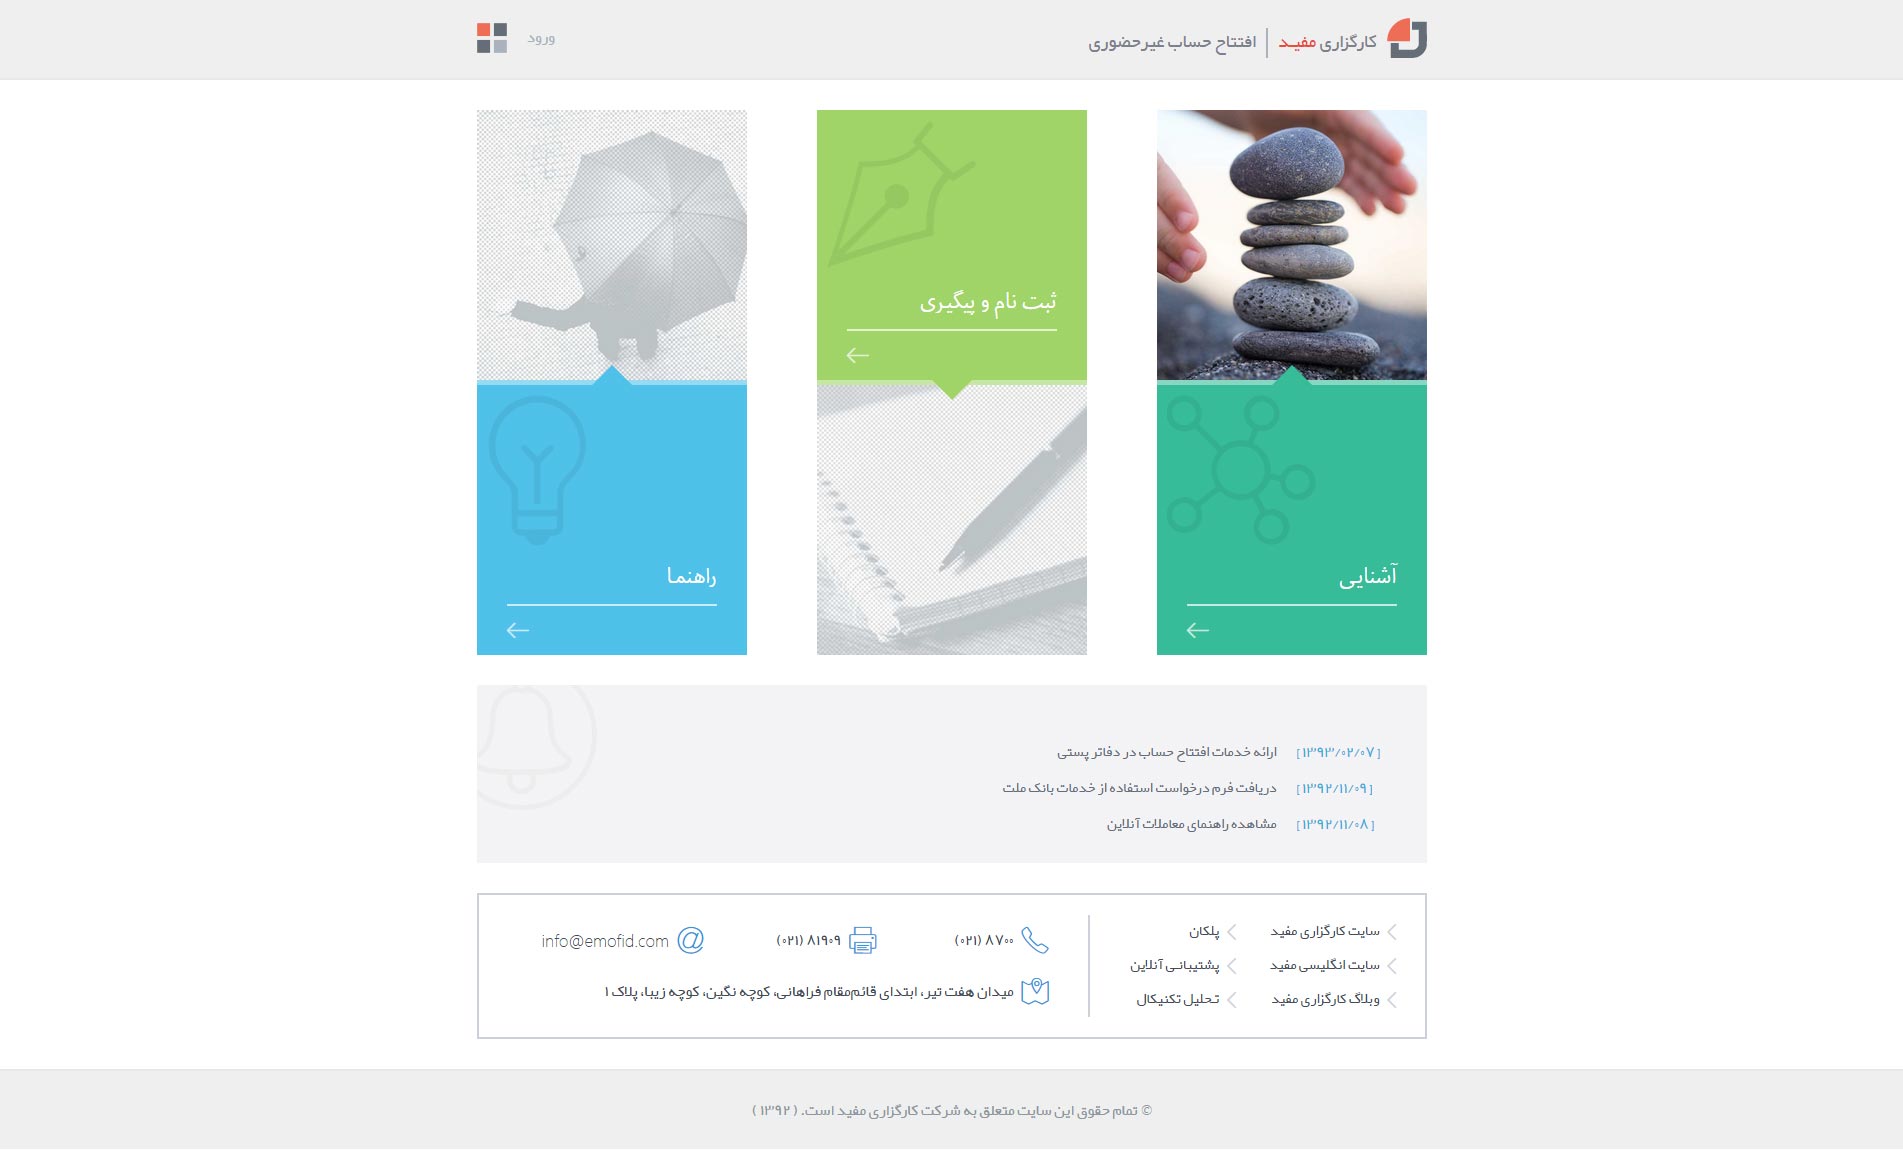 کارگزاری مفید | افتتاح حساب غیرحضوری
ورود
آشنایی
ثبت نام و پیگیری
راهنما
[۱۳۹۳/۰۲/۰۷] ارائه خدمات افتتاح حساب در دفاتر پستی
[۱۳۹۲/۱۱/۰۹] دریافت فرم درخواست استفاده از خدمات بانک ملت
[۱۳۹۲/۱۱/۰۸] مشاهده راهنمای معاملات آنلاین
سایت کارگزاری مفید
سایت انگلیسی مفید
وبلاگ کارگزاری مفید
پلکان
پشتیبانی آنلاین
تحلیل تکنیکال
۸۷۰۰ (۰۲۱)
۸۱۹۰۹ (۰۲۱)
info@emofid.com
میدان هفت تیر، ابتدای قائم‌مقام فراهانی، کوچه نگین، کوچه زیبا، پلاک ۱
© تمام حقوق این سایت متعلق به شرکت کارگزاری مفید است. ( ۱۳۹۲ )